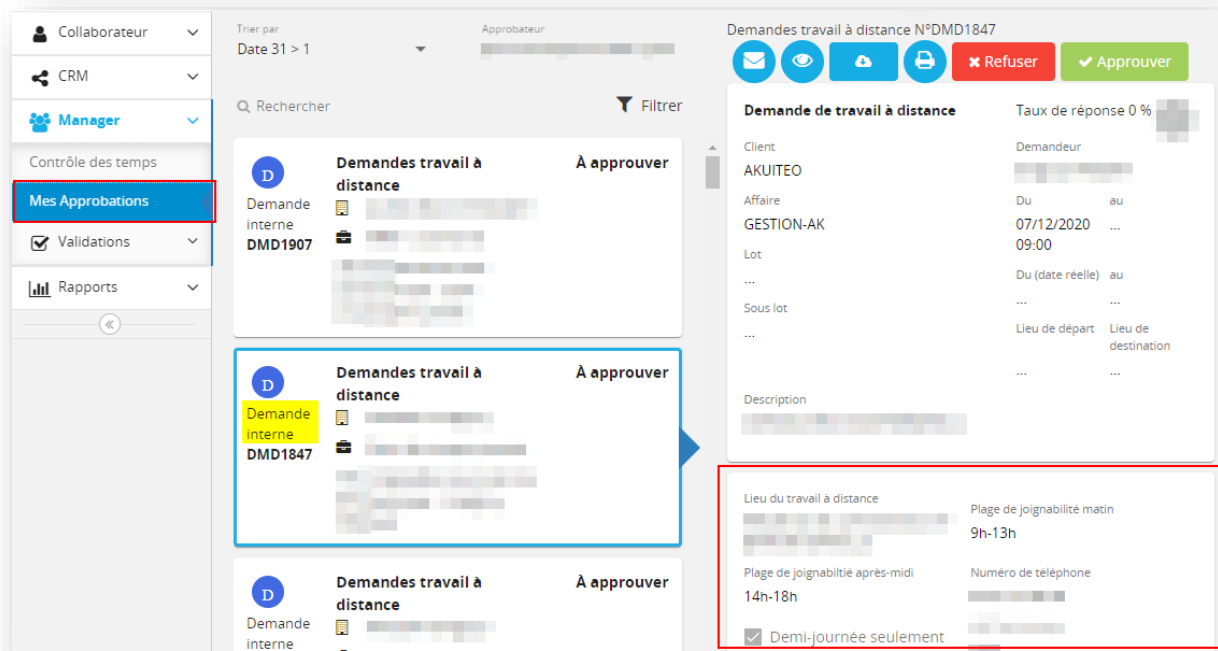 Collaborateur
CRM
Manager
Contrôle des temps
Mes Approbations
Validations
Rapports
Trier par
Date 31 > 1
Approbateur
Rechercher
Filtrer
D
Demande
interne
DMD1907
Demandes travail à
distance
À approuver
D
Demande
interne
DMD1847
Demandes travail à
distance
À approuver
D
Demande
interne
Demandes travail à
distance
À approuver
Demandes travail à distance N°DMD1847
Refuser
Approuver
Demande de travail à distance
Taux de réponse 0 %
Client
AKUITEO
Demandeur
Affaire
GESTION-AK
Du au
07/12/2020 ...
09:00
Lot
...
Du (date réelle) au
... ...
Sous lot
...
Lieu de départ Lieu de
destination
... ...
Description
Lieu du travail à distance
Plage de joignabilité matin
9h-13h
Plage de joignabiltié après-midi
14h-18h
Numéro de téléphone
Demi-journée seulement